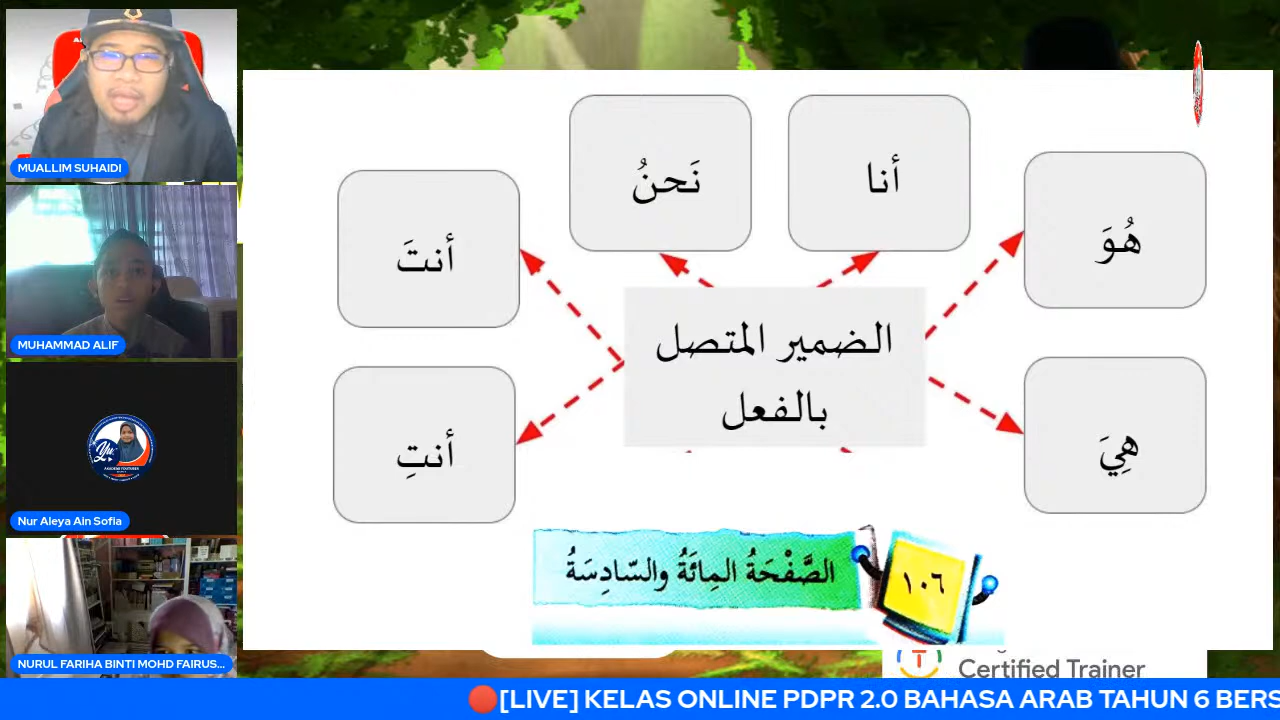 MUALLIM SUHAIDI
MUHAMMAD ALIF
Nur Aleya Ain Sofia
NURUL FARIHA BINTI MOHD FAIRUS...
أنا
نَحنُ
هُوَ
أنتَ
الضمير المتصل
بالفعل
هِيَ
أنتِ
الصَّفْحَةُ المِائَةُ والسّادِسَةُ
١٠٦
Certified Trainer
[LIVE] KELAS ONLINE PDPR 2.0 BAHASA ARAB TAHUN 6 BERS